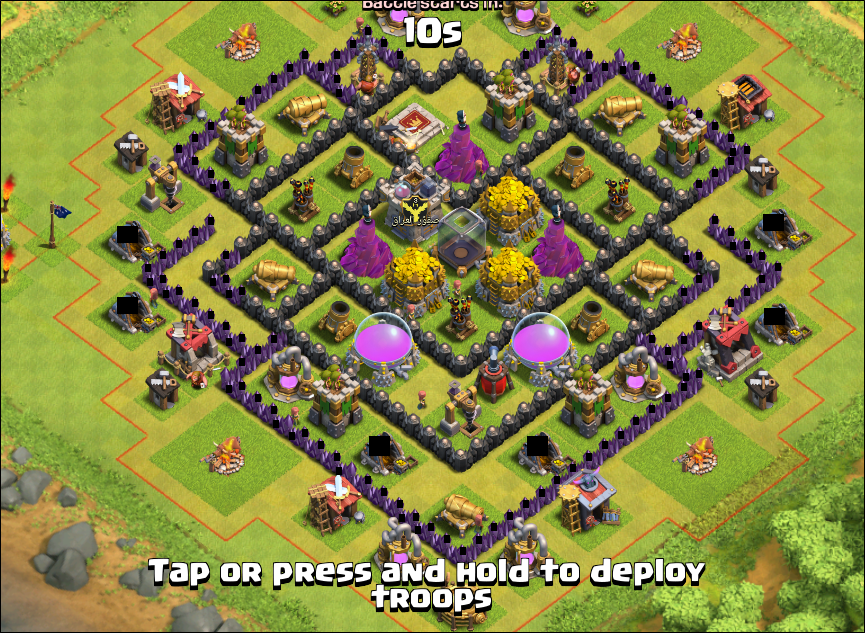 Battle starts in:
10s
صقور العراق
Tap or press and hold to deploy
troops